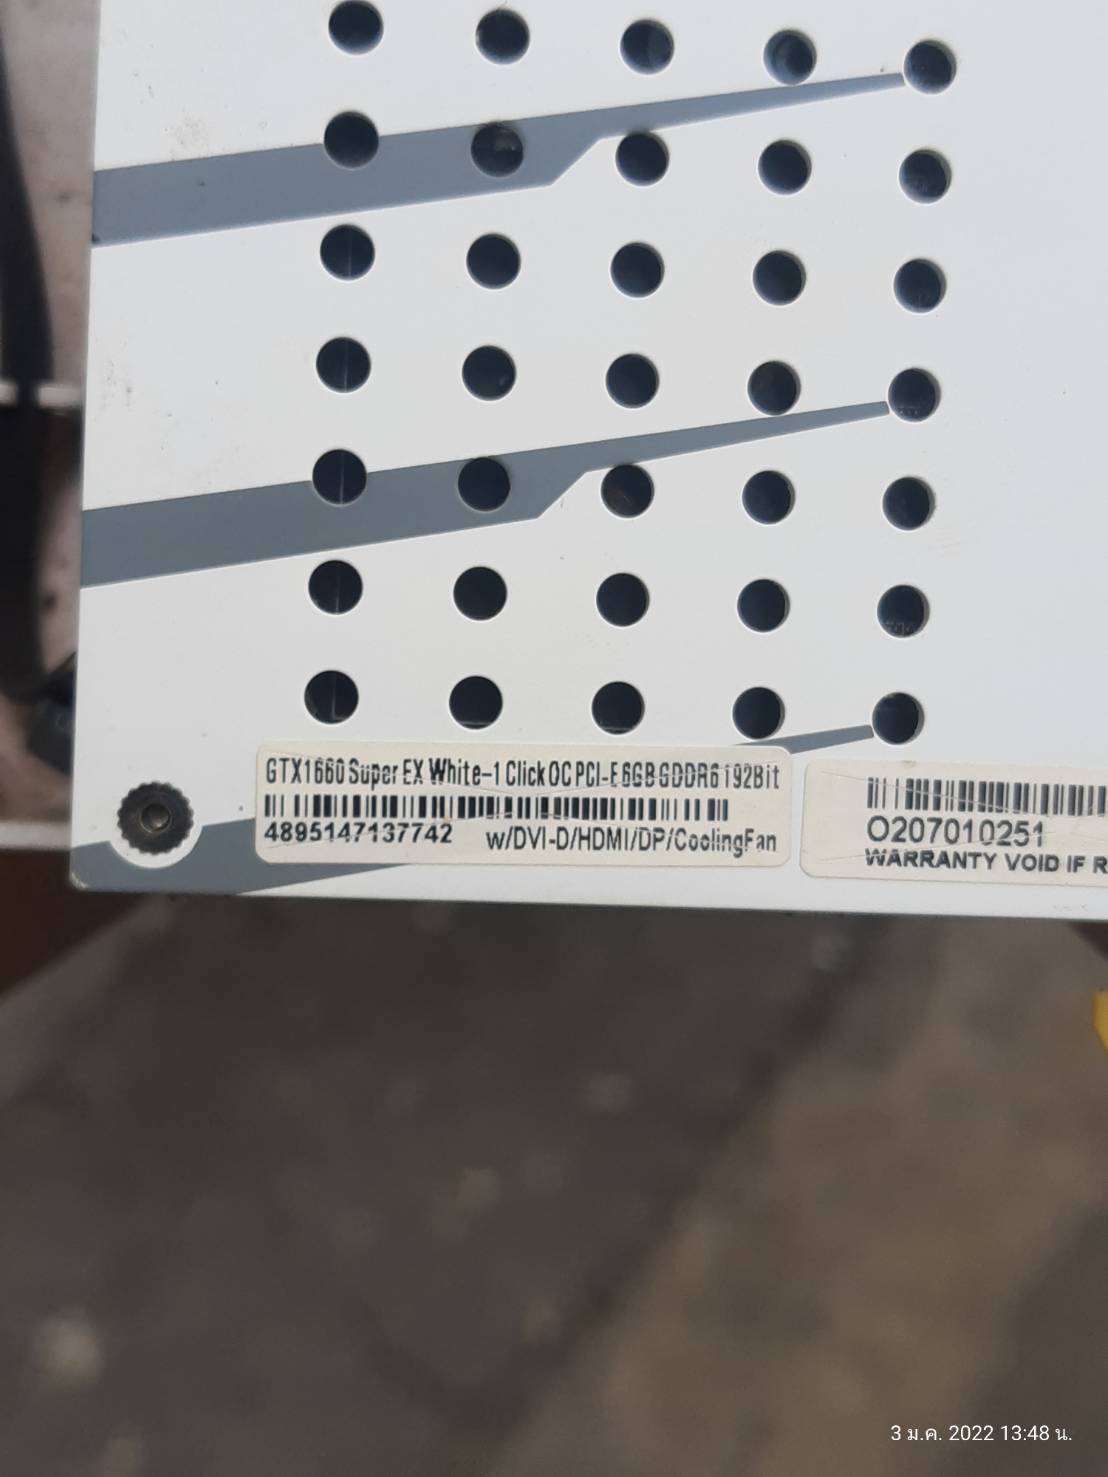 GTX1660 Super EX White-1 Click OC PCI-E 6GB GDDR6 192Bit
4895147137742 w/DVI-D/HDMI/DP/CoolingFan
O207010251
WARRANTY VOID IF R
3 ม.ค. 2022 13:48 น.